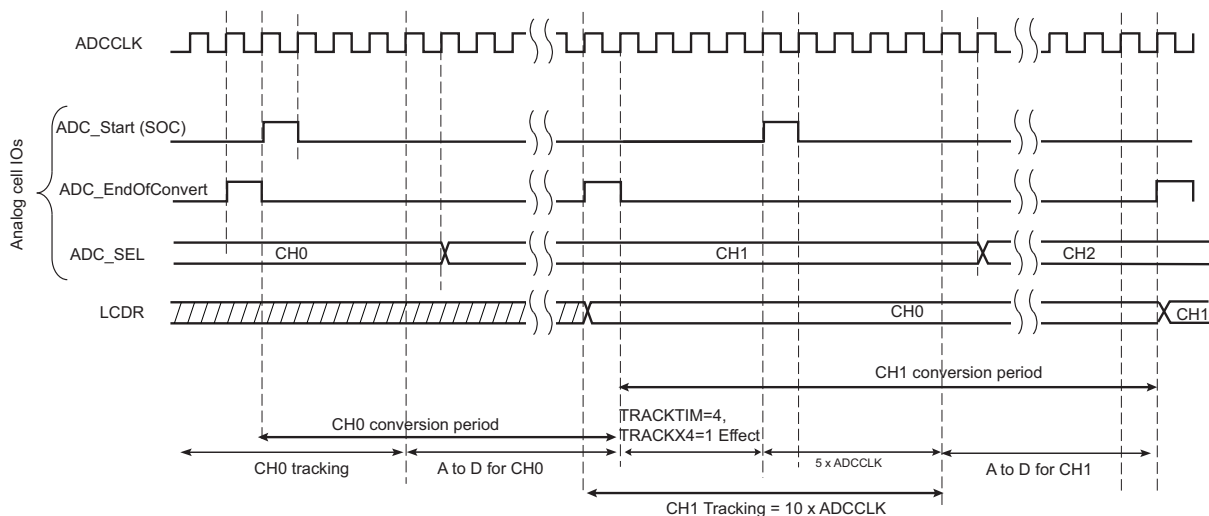 ADCCLK
ADC_Start (SOC)
ADC_EndOfConvert
Analog cell IOs
ADC_SEL
CH0
CH1
CH2
LCDR
CH0
CH1
CH1 conversion period
CH0 conversion period
TRACKTIM=4,
TRACKX4=1 Effect
CH0 tracking
A to D for CH0
5 x ADCCLK
A to D for CH1
CH1 Tracking = 10 x ADCCLK